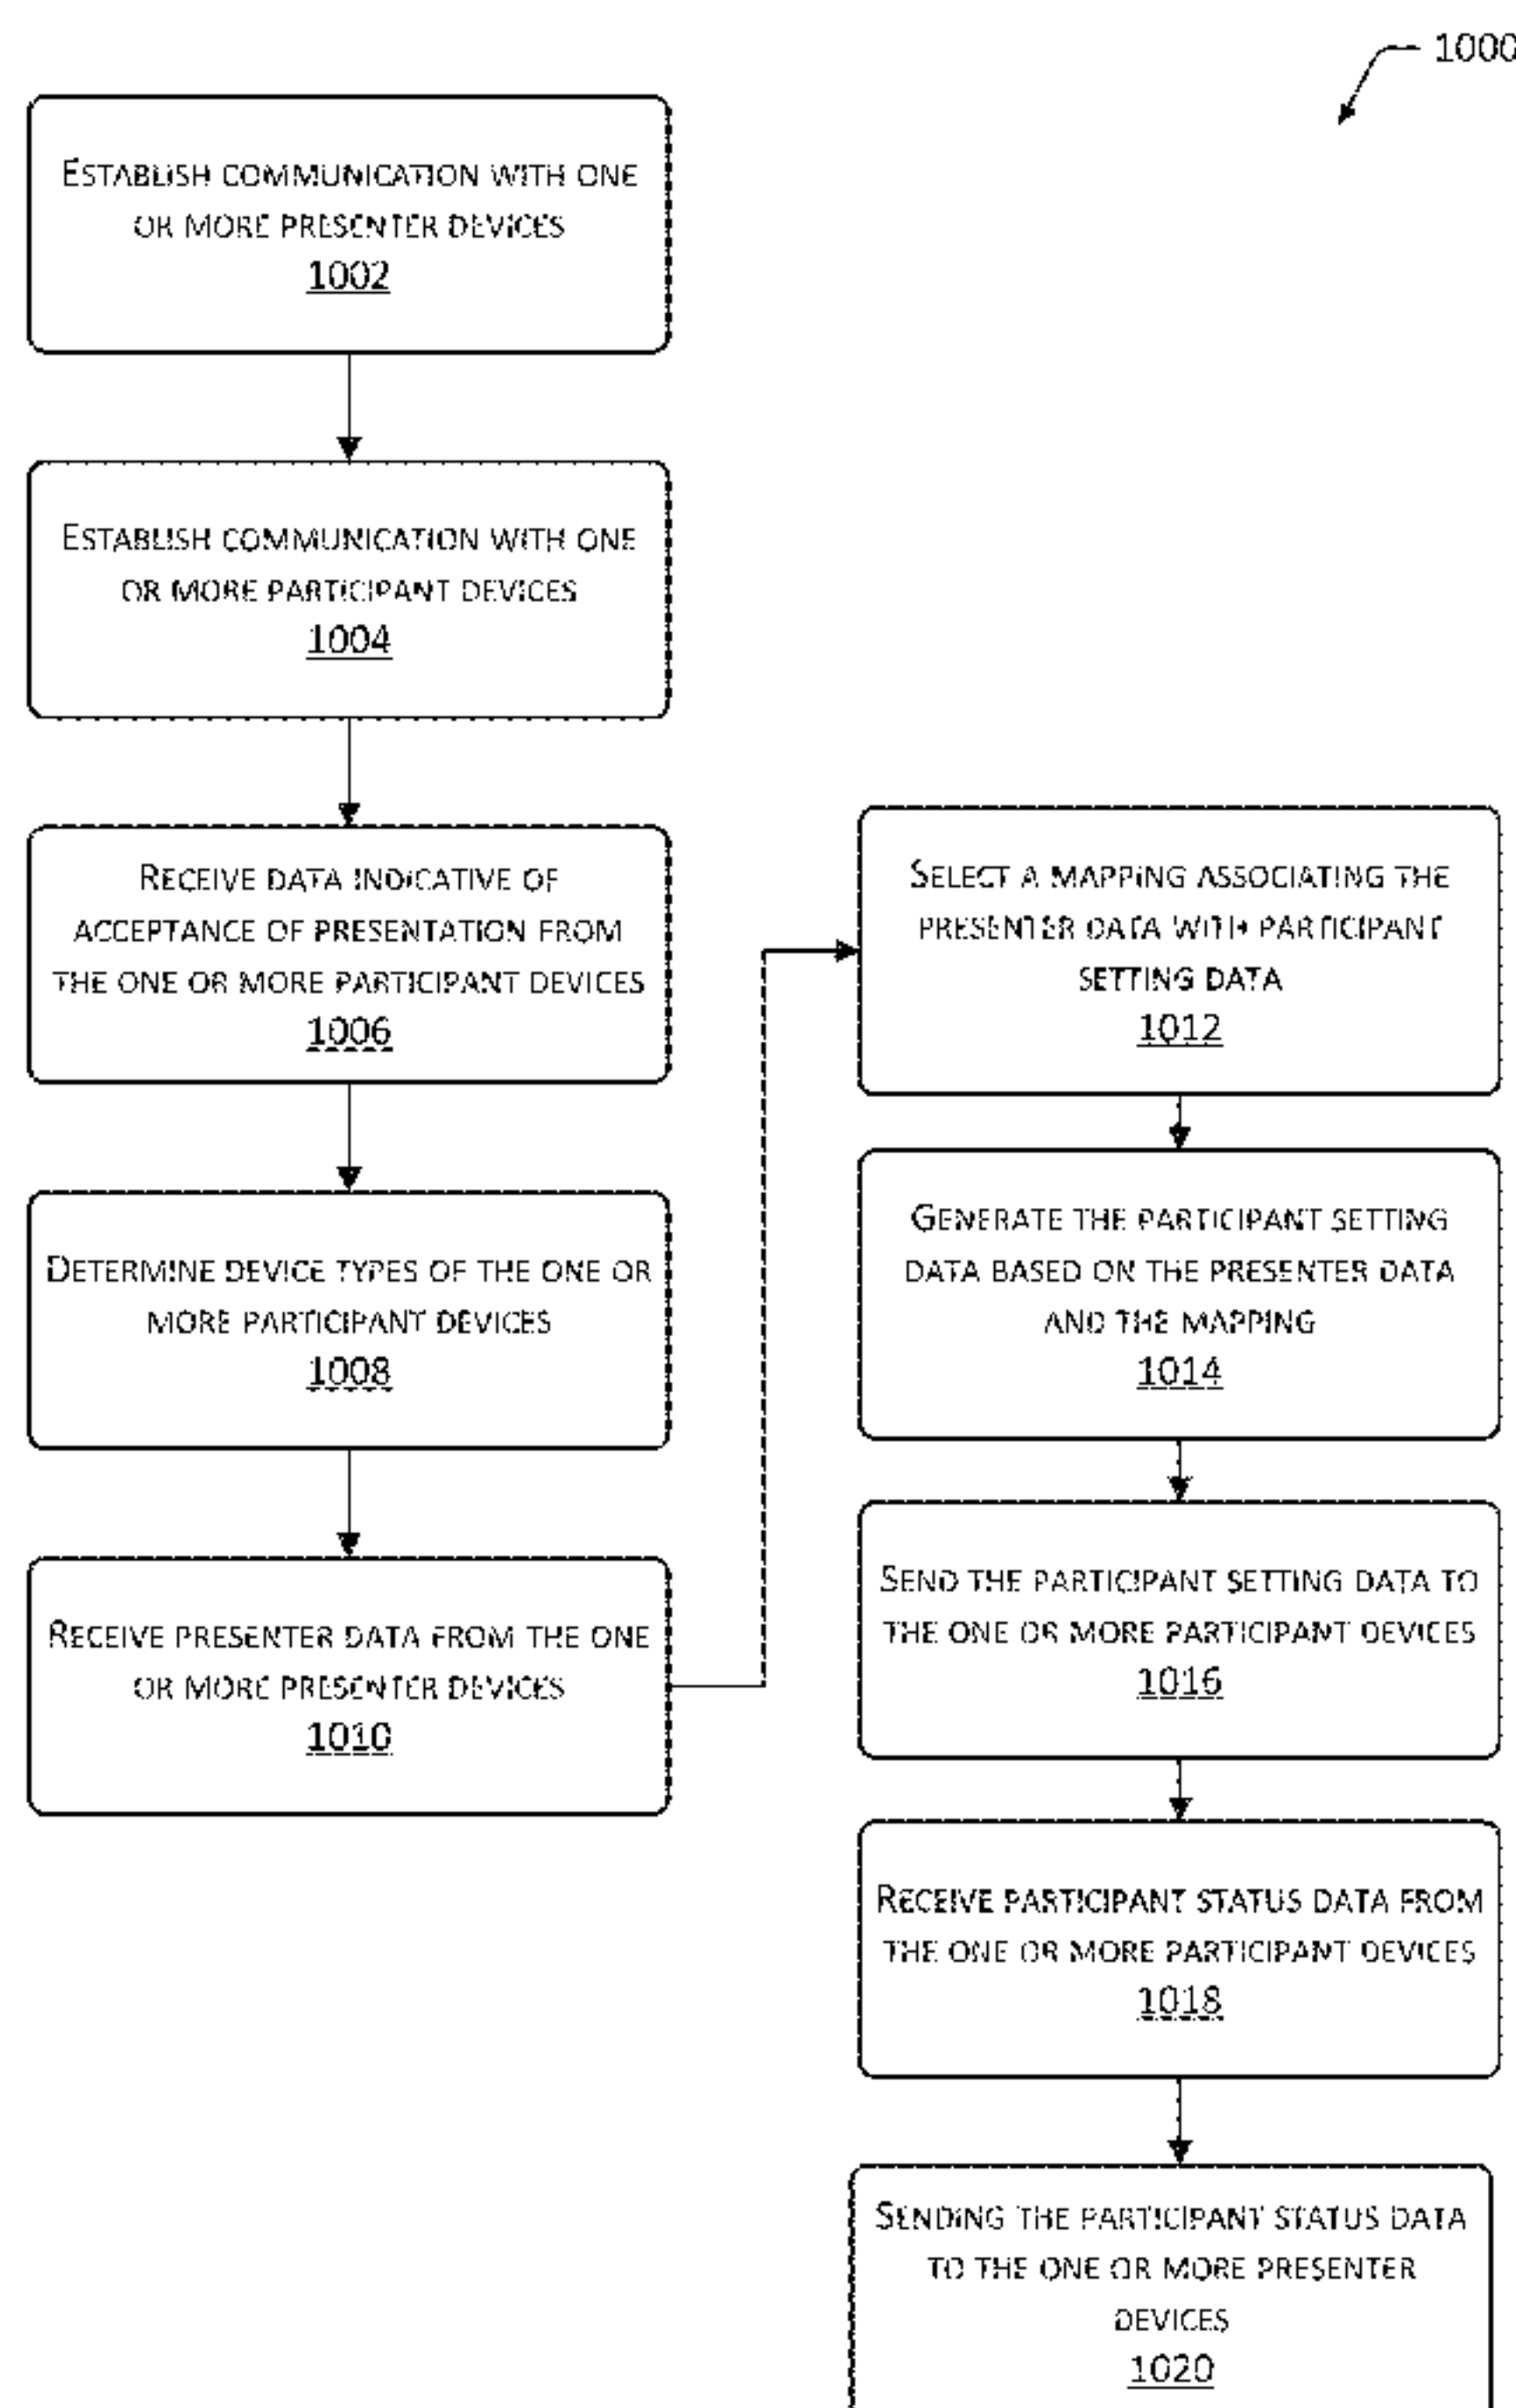 1000
ESTABLISH COMMUNICATION WITH ONE
OR MORE PRESENTER DEVICES
1002
ESTABLISH COMMUNICATION WITH ONE
OR MORE PARTICIPANT DEVICES
1004
RECEIVE DATA INDICATIVE OF
ACCEPTANCE OF PRESENTATION FROM
THE ONE OR MORE PARTICIPANT DEVICES
1006
DETERMINE DEVICE TYPES OF THE ONE OR
MORE PARTICIPANT DEVICES
1008
RECEIVE PRESENTER DATA FROM THE ONE
OR MORE PRESENTER DEVICES
1010
SELECT A MAPPING ASSOCIATING THE
PRESENTER DATA WITH PARTICIPANT
SETTING DATA
1012
GENERATE THE PARTICIPANT SETTING
DATA BASED ON THE PRESENTER DATA
AND THE MAPPING
1014
SEND THE PARTICIPANT SETTING DATA TO
THE ONE OR MORE PARTICIPANT DEVICES
1016
RECEIVE PARTICIPANT STATUS DATA FROM
THE ONE OR MORE PARTICIPANT DEVICES
1018
SENDING THE PARTICIPANT STATUS DATA
TO THE ONE OR MORE PRESENTER
DEVICES
1020